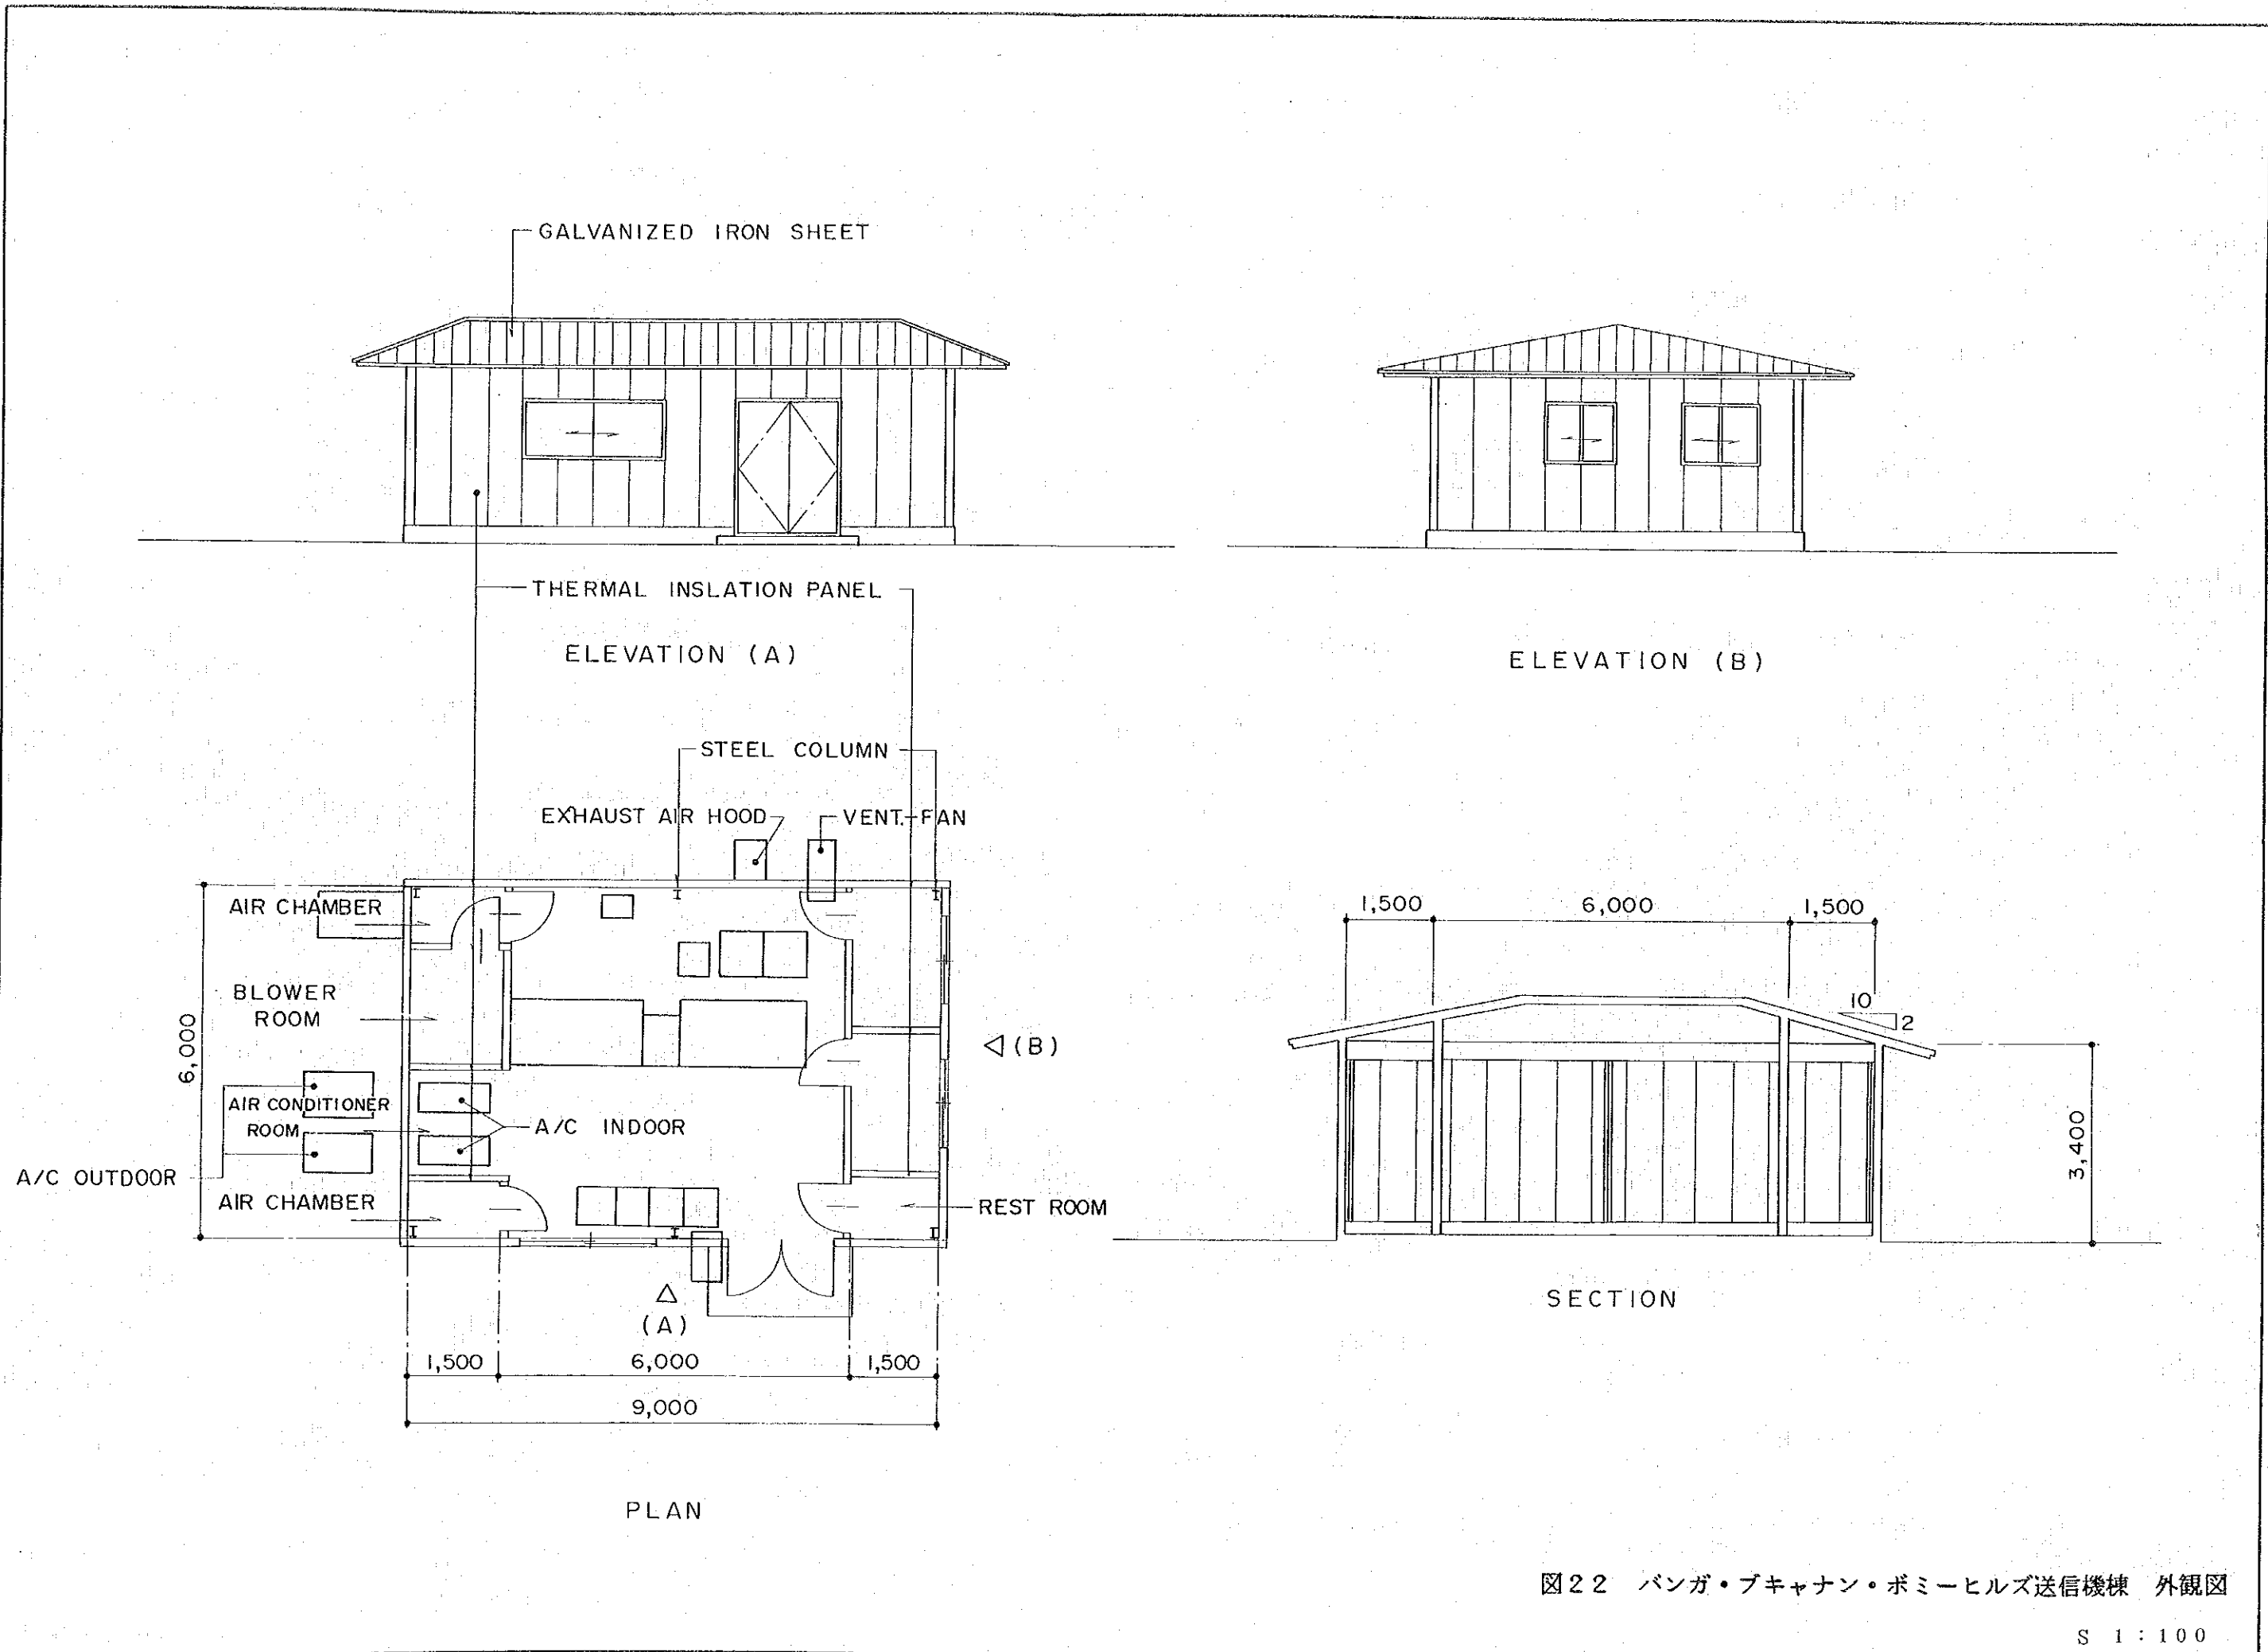 GALVANIZED IRON SHEET
THERMAL INSLATION PANEL
ELEVATION (A)
ELEVATION (B)
STEEL COLUMN
EXHAUST AIR HOOD
VENT. FAN
AIR CHAMBER
BLOWER
ROOM
6,000
(B)
AIR CONDITIONER
ROOM
A/C INDOOR
A/C OUTDOOR
AIR CHAMBER
REST ROOM
(A)
1,500
6,000
1,500
9,000
PLAN
1,500
6,000
1,500
10
2
3,400
SECTION
図22 バンガ・ブキャナン・ボミーヒルズ送信機棟 外観図
S 1:100